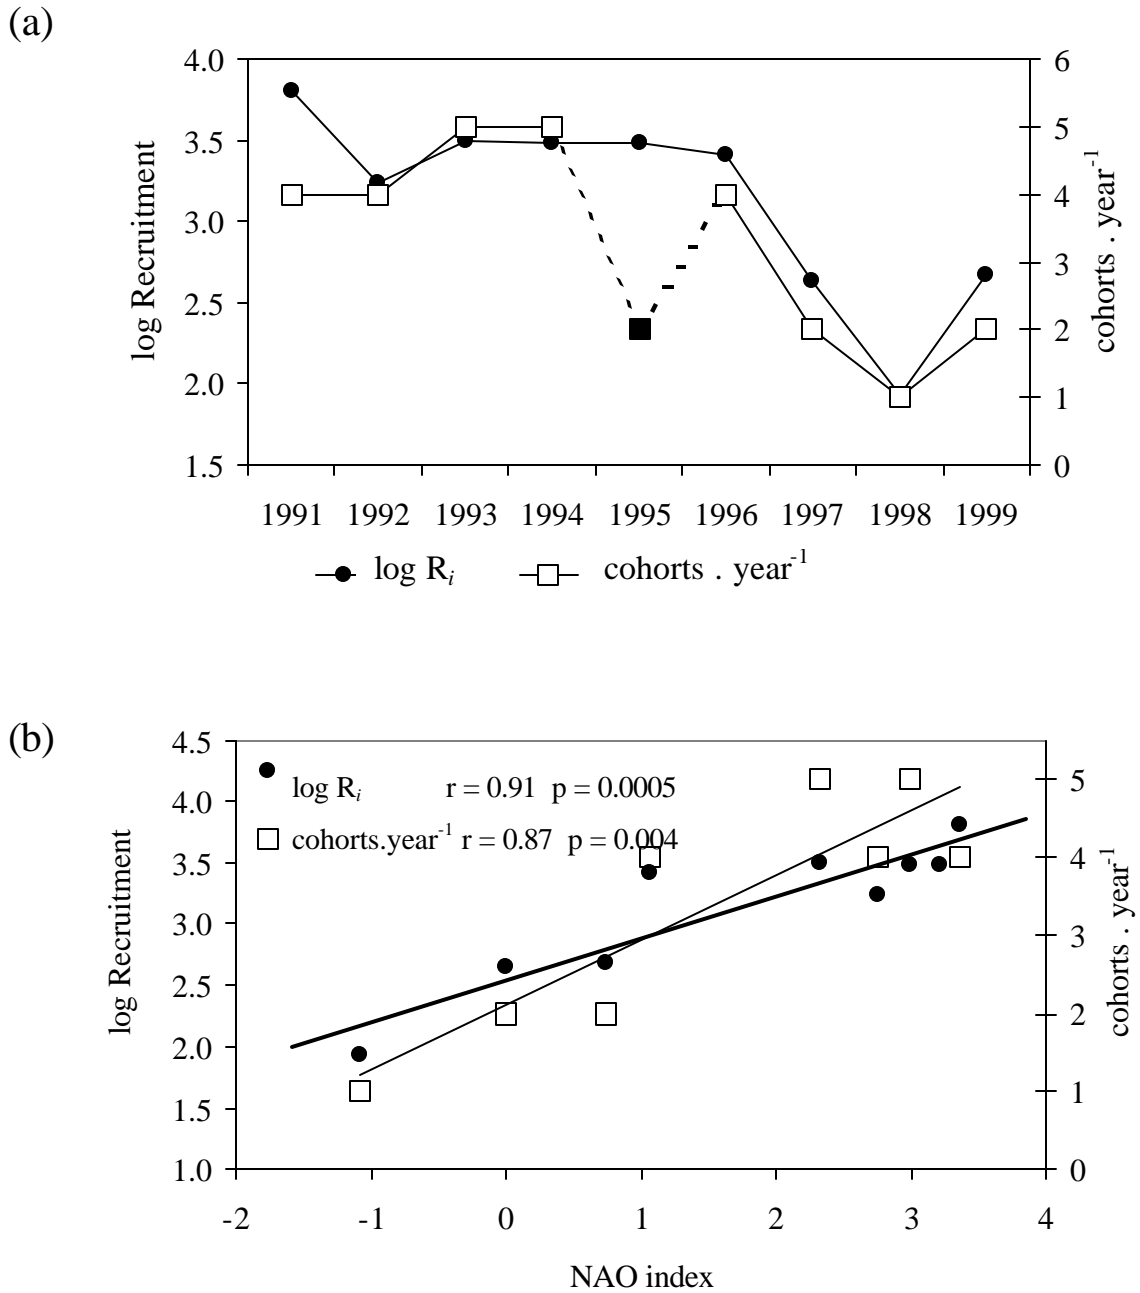 (a)
4.0
3.5
3.0
2.5
2.0
1.5
log Recruitment
6
5
4
3
2
1
0
cohorts . year-1
1991 1992 1993 1994 1995 1996 1997 1998 1999
log Ri cohorts . year-1
(b)
4.5
4.0
3.5
3.0
2.5
2.0
1.5
1.0
log Recruitment
log Ri r = 0.91 p = 0.0005
cohorts.year-1 r = 0.87 p = 0.004
5
4
3
2
1
0
cohorts . year-1
-2 -1 0 1 2 3 4
NAO index